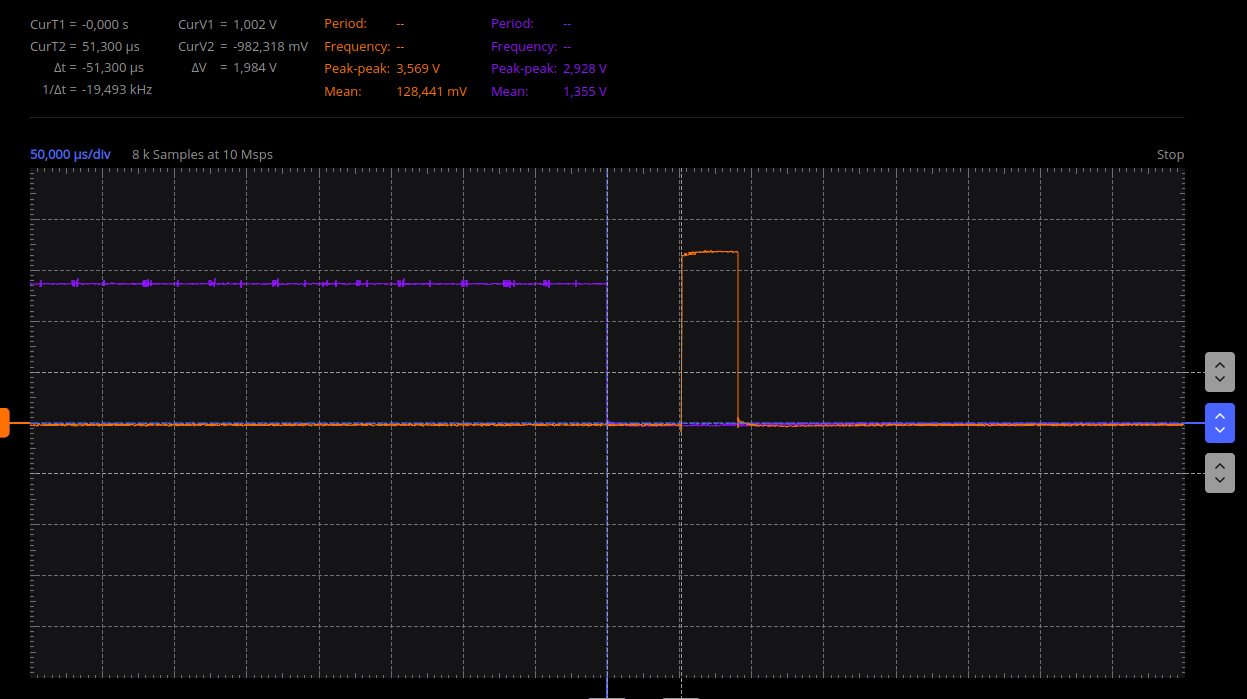 CurT1 = -0,000 s
CurT2 = 51,300 µs
Δt = -51,300 µs
1/Δt = -19,493 kHz
CurV1 = 1,002 V
CurV2 = -982,318 mV
ΔV = 1,984 V
Period: --
Frequency: --
Peak-peak: 3,569 V
Mean: 128,441 mV
Period: --
Frequency: --
Peak-peak: 2,928 V
Mean: 1,355 V
50,000 µs/div 8 k Samples at 10 Msps Stop